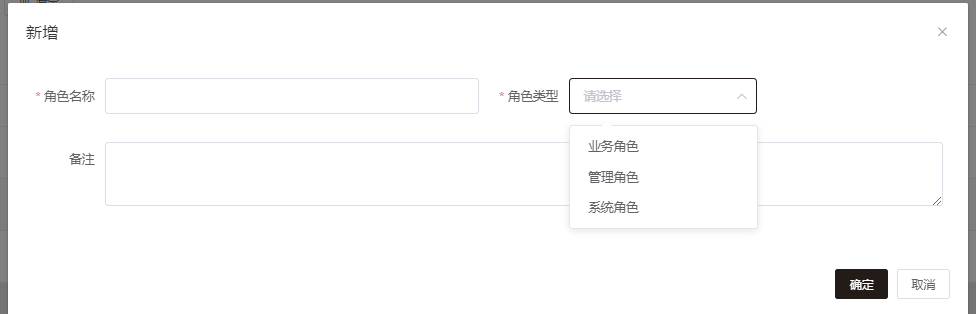 新增
* 角色名称
* 角色类型 请选择
业务角色
备注
管理角色
系统角色
确定 取消